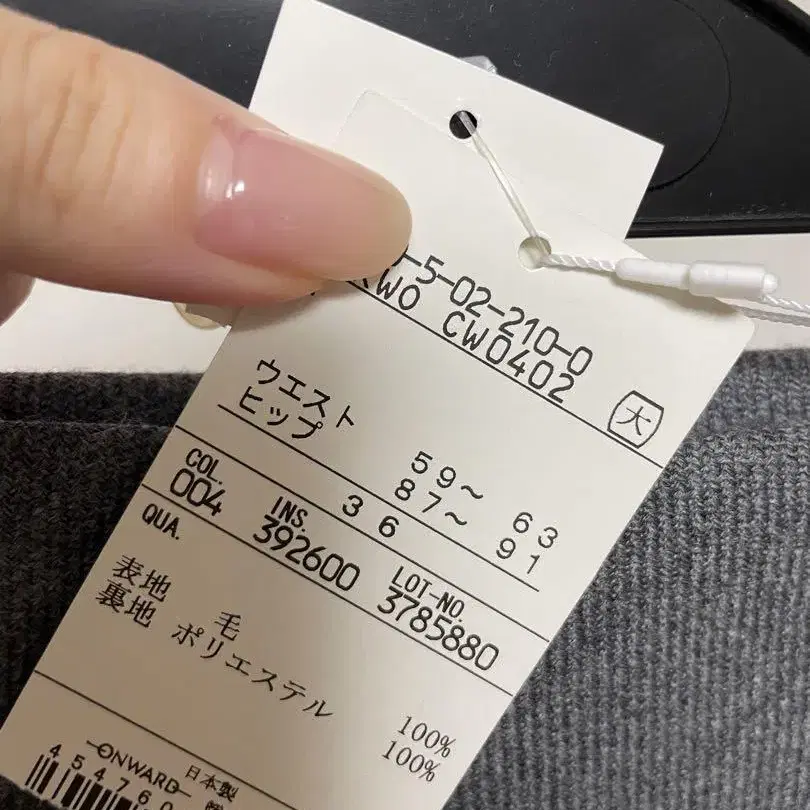 -5-02-210-0
KWO CW0402
大
ウエスト 59～ 63
ヒップ 87～ 91
36
COL. INS. LOT-NO.
004 392600 3785880
QUA.
表地 毛 100%
裏地 ポリエステル 100%
ONWARD 日本製
454760